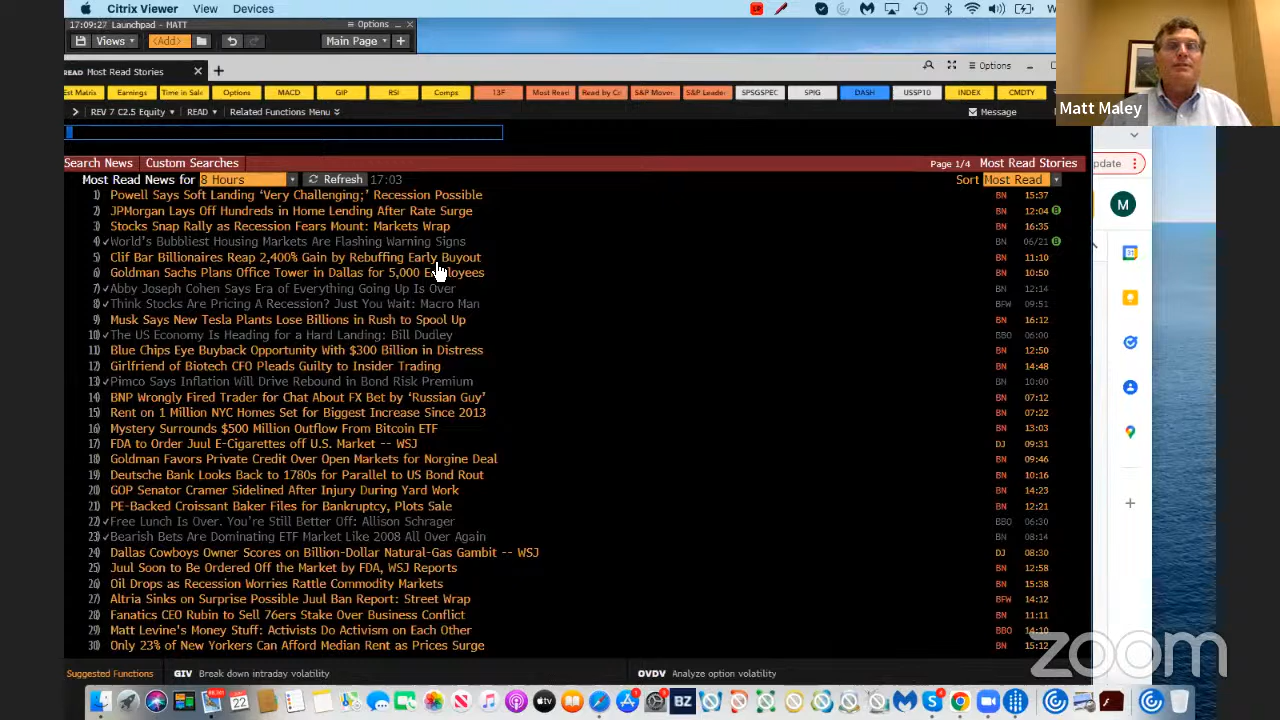 Citrix Viewer View Devices
17:09:27 Launchpad - MATT Options
Views <Add> Main Page
READ Most Read Stories Options
Est Matrix Earnings Time in Sale Options MACD GIP RSI Comps 13F Most Read Read by Cl S&P Mover S&P Leader SPSGSPEC SPIG DASH USSP10 INDEX CMDTY
REV 7 C2.5 Equity READ Related Functions Menu Message
Matt Maley
Search News Custom Searches Page 1/4 Most Read Stories
pdate
Most Read News for 8 Hours Refresh 17:03 Sort Most Read
1) Powell Says Soft Landing ‘Very Challenging;’ Recession Possible BN 15:37
2) JPMorgan Lays Off Hundreds in Home Lending After Rate Surge BN 12:04
M
3) Stocks Snap Rally as Recession Fears Mount: Markets Wrap BN 16:35
4) World's Bubbliest Housing Markets Are Flashing Warning Signs BN 06/21
5) Clif Bar Billionaires Reap 2,400% Gain by Rebuffing Early Buyout BN 11:10
6) Goldman Sachs Plans Office Tower in Dallas for 5,000 Employees BN 10:50
7) Abby Joseph Cohen Says Era of Everything Going Up Is Over BN 12:14
8) Think Stocks Are Pricing A Recession? Just You Wait: Macro Man BFW 09:51
9) Musk Says New Tesla Plants Lose Billions in Rush to Spool Up BN 16:12
10) The US Economy Is Heading for a Hard Landing: Bill Dudley BBO 06:00
11) Blue Chips Eye Buyback Opportunity With $300 Billion in Distress BN 12:50
12) Girlfriend of Biotech CFO Pleads Guilty to Insider Trading BN 14:48
13) Pimco Says Inflation Will Drive Rebound in Bond Risk Premium BN 10:00
14) BNP Wrongly Fired Trader for Chat About FX Bet by ‘Russian Guy’ BN 07:12
15) Rent on 1 Million NYC Homes Set for Biggest Increase Since 2013 BN 07:22
16) Mystery Surrounds $500 Million Outflow From Bitcoin ETF BN 13:03
17) FDA to Order Juul E-Cigarettes off U.S. Market -- WSJ DJ 09:31
18) Goldman Favors Private Credit Over Open Markets for Norgine Deal BN 09:46
19) Deutsche Bank Looks Back to 1780s for Parallel to US Bond Rout BN 10:16
20) GOP Senator Cramer Sidelined After Injury During Yard Work BN 14:23
21) PE-Backed Croissant Baker Files for Bankruptcy, Plots Sale BN 12:21
22) Free Lunch Is Over. You're Still Better Off: Allison Schrager BBO 06:30
23) Bearish Bets Are Dominating ETF Market Like 2008 All Over Again BN 08:14
24) Dallas Cowboys Owner Scores on Billion-Dollar Natural-Gas Gambit -- WSJ DJ 08:30
25) Juul Soon to Be Ordered Off the Market by FDA, WSJ Reports BN 12:58
26) Oil Drops as Recession Worries Rattle Commodity Markets BN 15:38
27) Altria Sinks on Surprise Possible Juul Ban Report: Street Wrap BFW 14:12
28) Fanatics CEO Rubin to Sell 76ers Stake Over Business Conflict BN 11:11
29) Matt Levine's Money Stuff: Activists Do Activism on Each Other BBO 14:10
30) Only 23% of New Yorkers Can Afford Median Rent as Prices Surge BN 15:12
zoom
Suggested Functions GIV Break down intraday volatility OVDV Analyze option volatility
22 BZ